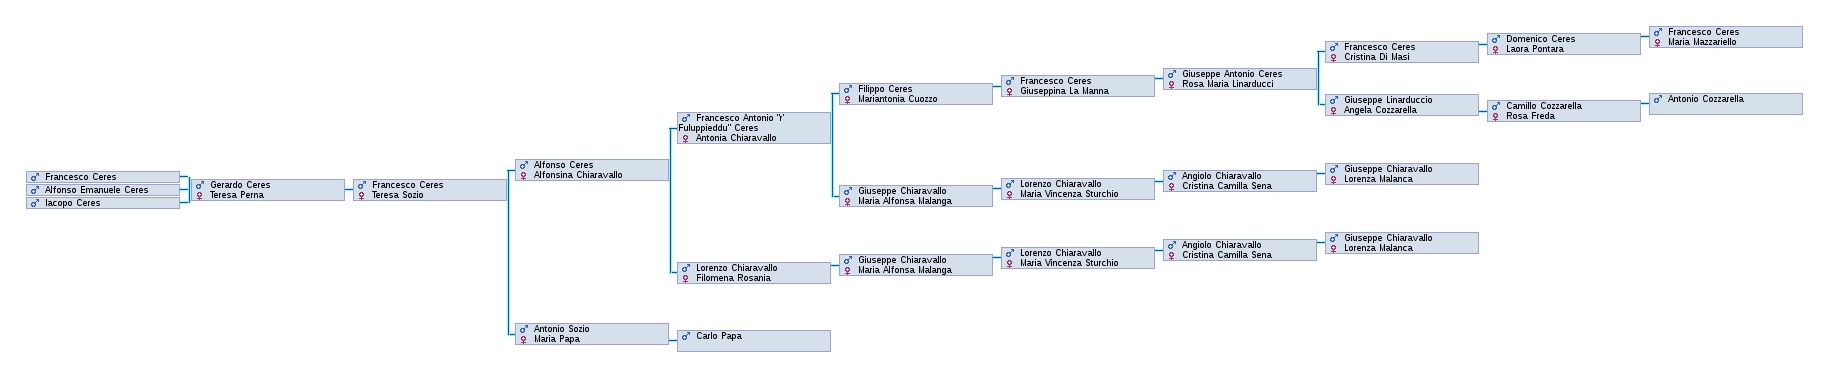 Francesco Ceres
Alfonso Emanuele Ceres
Iacopo Ceres
Gerardo Ceres
Teresa Perna
Francesco Ceres
Teresa Sozio
Alfonso Ceres
Alfonsina Chiaravallo
Antonio Sozio
Maria Papa
Francesco Antonio "r'
Fuluppieddu" Ceres
Antonia Chiaravallo
Lorenzo Chiaravallo
Filomena Rosania
Carlo Papa
Filippo Ceres
Mariantonia Cuozzo
Giuseppe Chiaravallo
Maria Alfonsa Malanga
Giuseppe Chiaravallo
Maria Alfonsa Malanga
Francesco Ceres
Giuseppina La Manna
Lorenzo Chiaravallo
Maria Vincenza Sturchio
Lorenzo Chiaravallo
Maria Vincenza Sturchio
Giuseppe Antonio Ceres
Rosa Maria Linarducci
Angiolo Chiaravallo
Cristina Camilla Sena
Angiolo Chiaravallo
Cristina Camilla Sena
Francesco Ceres
Cristina Di Masi
Giuseppe Linarduccio
Angela Cozzarella
Giuseppe Chiaravallo
Lorenza Malanca
Giuseppe Chiaravallo
Lorenza Malanca
Domenico Ceres
Laora Pontara
Camillo Cozzarella
Rosa Freda
Francesco Ceres
Maria Mazzariello
Antonio Cozzarella